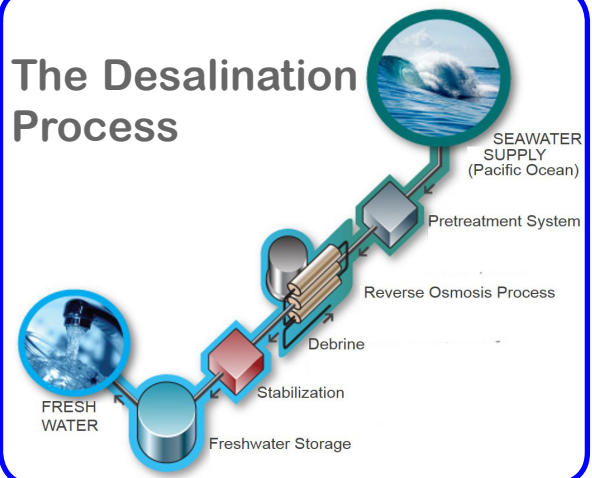 The Desalination
Process
SEAWATER
SUPPLY
(Pacific Ocean)
Pretreatment System
Reverse Osmosis Process
Debrine
Stabilization
FRESH
WATER
Freshwater Storage